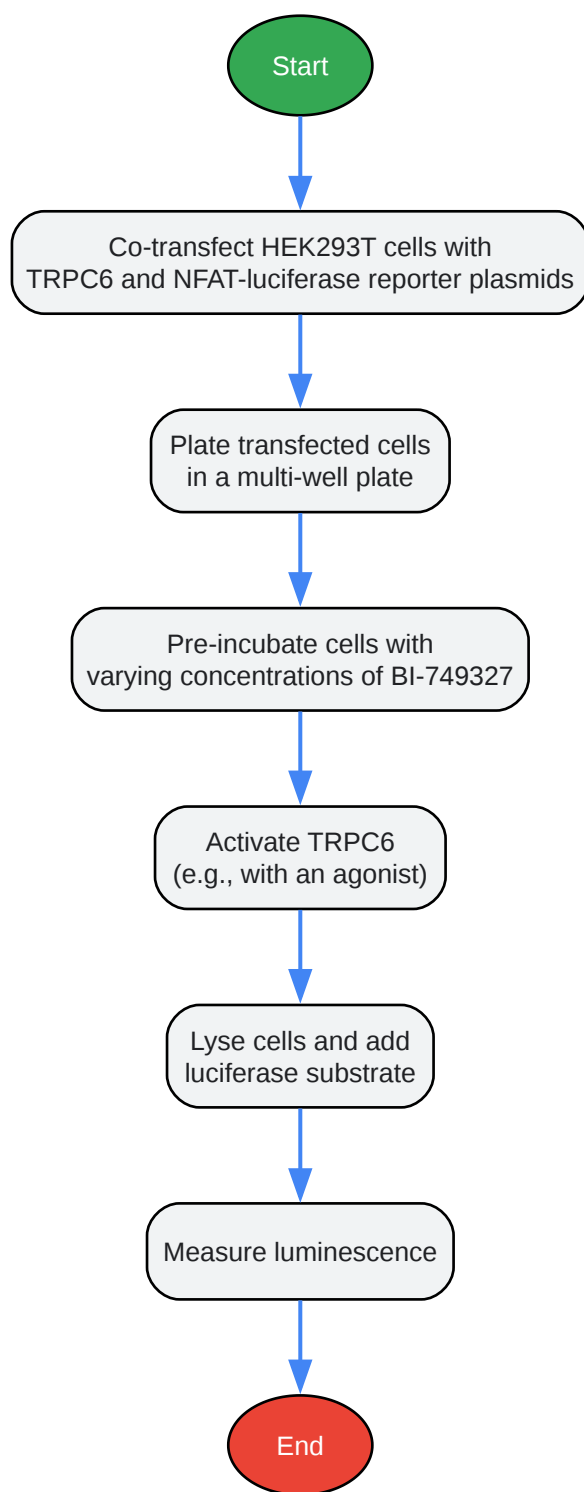 Start
Co-transfect HEK293T cells with
TRPC6 and NFAT-luciferase reporter plasmids
Plate transfected cells
in a multi-well plate
Pre-incubate cells with
varying concentrations of BI-749327
Activate TRPC6
(e.g., with an agonist)
Lyse cells and add
luciferase substrate
Measure luminescence
End